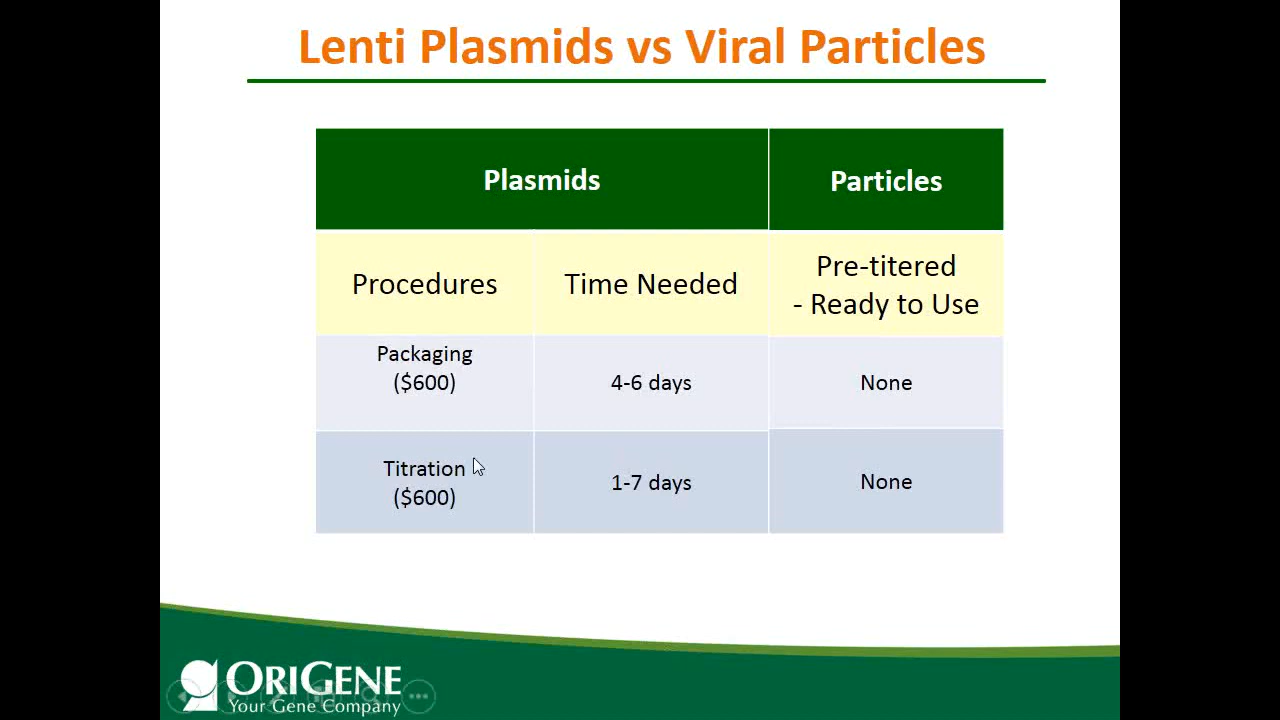 Lenti Plasmids vs Viral Particles
Plasmids
Particles
Procedures
Time Needed
Pre-titered
- Ready to Use
Packaging
($600)
4-6 days
None
Titration
($600)
1-7 days
None
ORIGENE
Your Gene Company